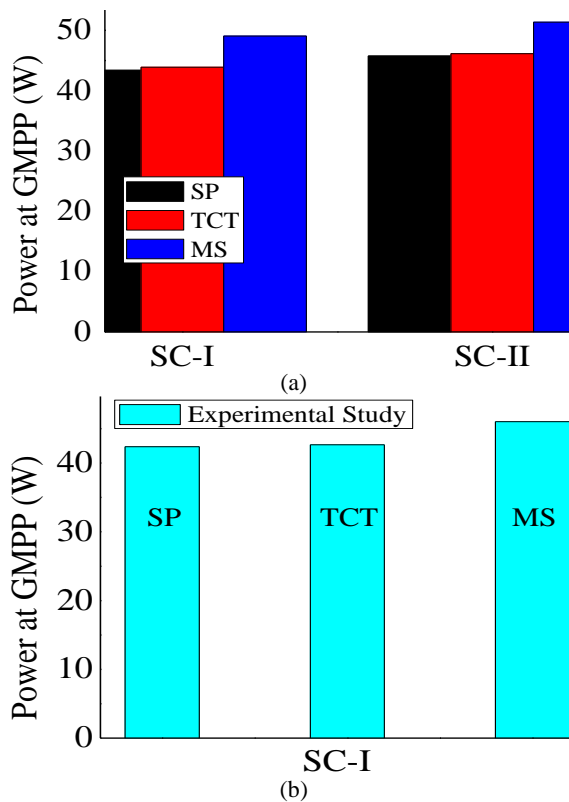 Power at GMPP (W)
50
40
30
20
10
0
SP
TCT
MS
SC-I
SC-II
(a)
Power at GMPP (W)
Experimental Study
40
30
20
10
0
SP
TCT
MS
SC-I
(b)